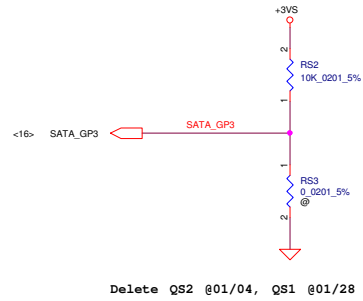 +3VS
2
RS2
10K_0201_5%
1
<16> SATA_GP3 SATA_GP3
1
RS3
0_0201_5%
@
2
Delete QS2 @01/04, QS1 @01/28